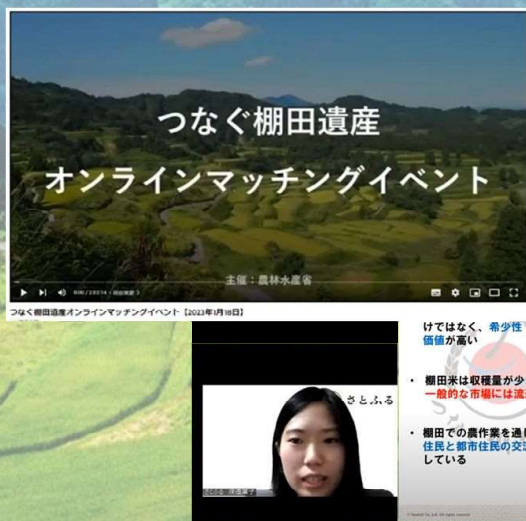 つなぐ棚田遺産
オンラインマッチングイベント
主催：農林水産省
つなぐ棚田遺産オンラインマッチングイベント【2023年1月18日】
けではなく、希少性
価値が高い
さとふる
• 棚田米は収穫量が少
一般的な市場には流
• 棚田での農作業を通し
住民と都市住民の交流
している